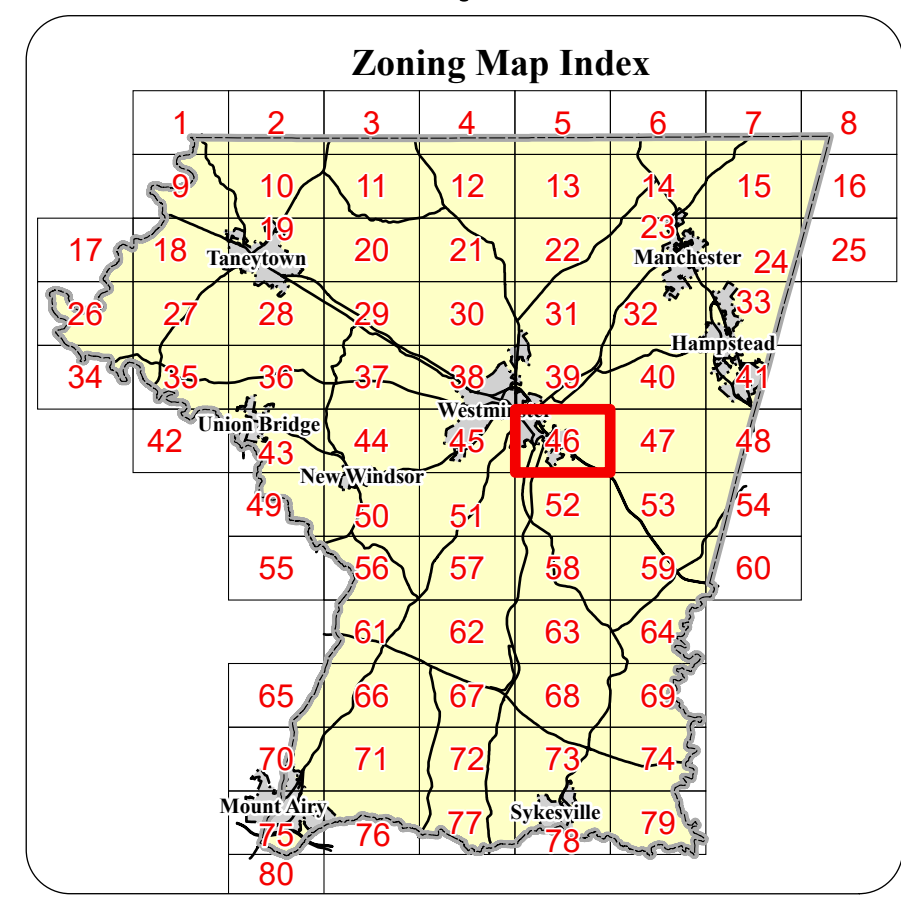 Zoning Map Index
1 2 3 4 5 6 7 8
9 10 11 12 13 14 15 16
17 18 19 20 21 22 23 24 25
Taneytown
Manchester
26 27 28 29 30 31 32 33
Hampstead
34 35 36 37 38 39 40 41
Westminster
Union Bridge
42 43 44 45 46 47 48
New Windsor
49 50 51 52 53 54
55 56 57 58 59 60
61 62 63 64
65 66 67 68 69
70 71 72 73 74
Mount Airy
Sykesville
75 76 77 78 79
80